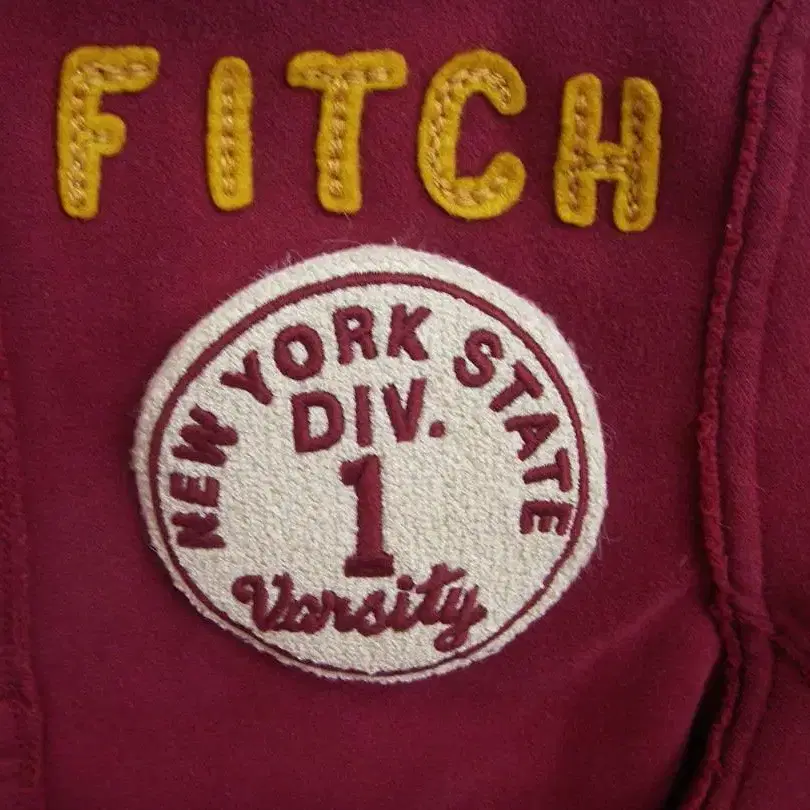 FITCH
NEW YORK STATE
DIV.
1
Varsity